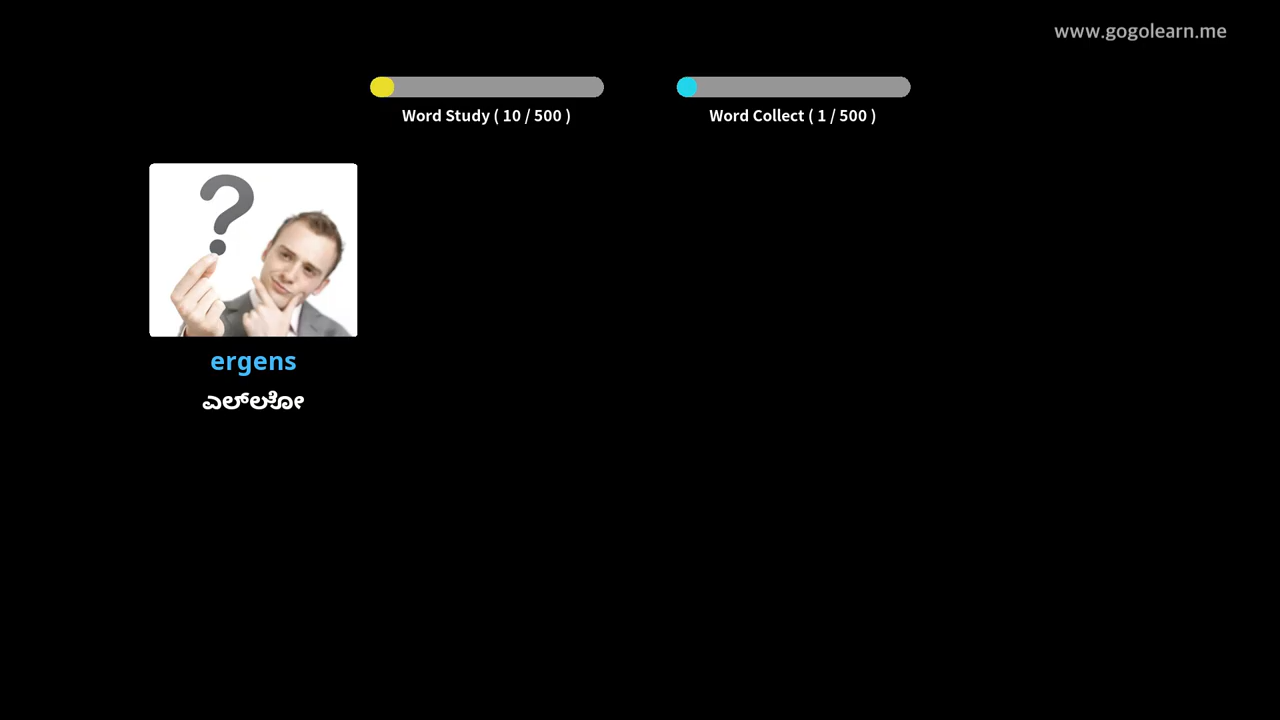 www.gogolearn.me
Word Study ( 10 / 500 )
Word Collect ( 1 / 500 )
?
ergens
ಎಲ್ಲೋ